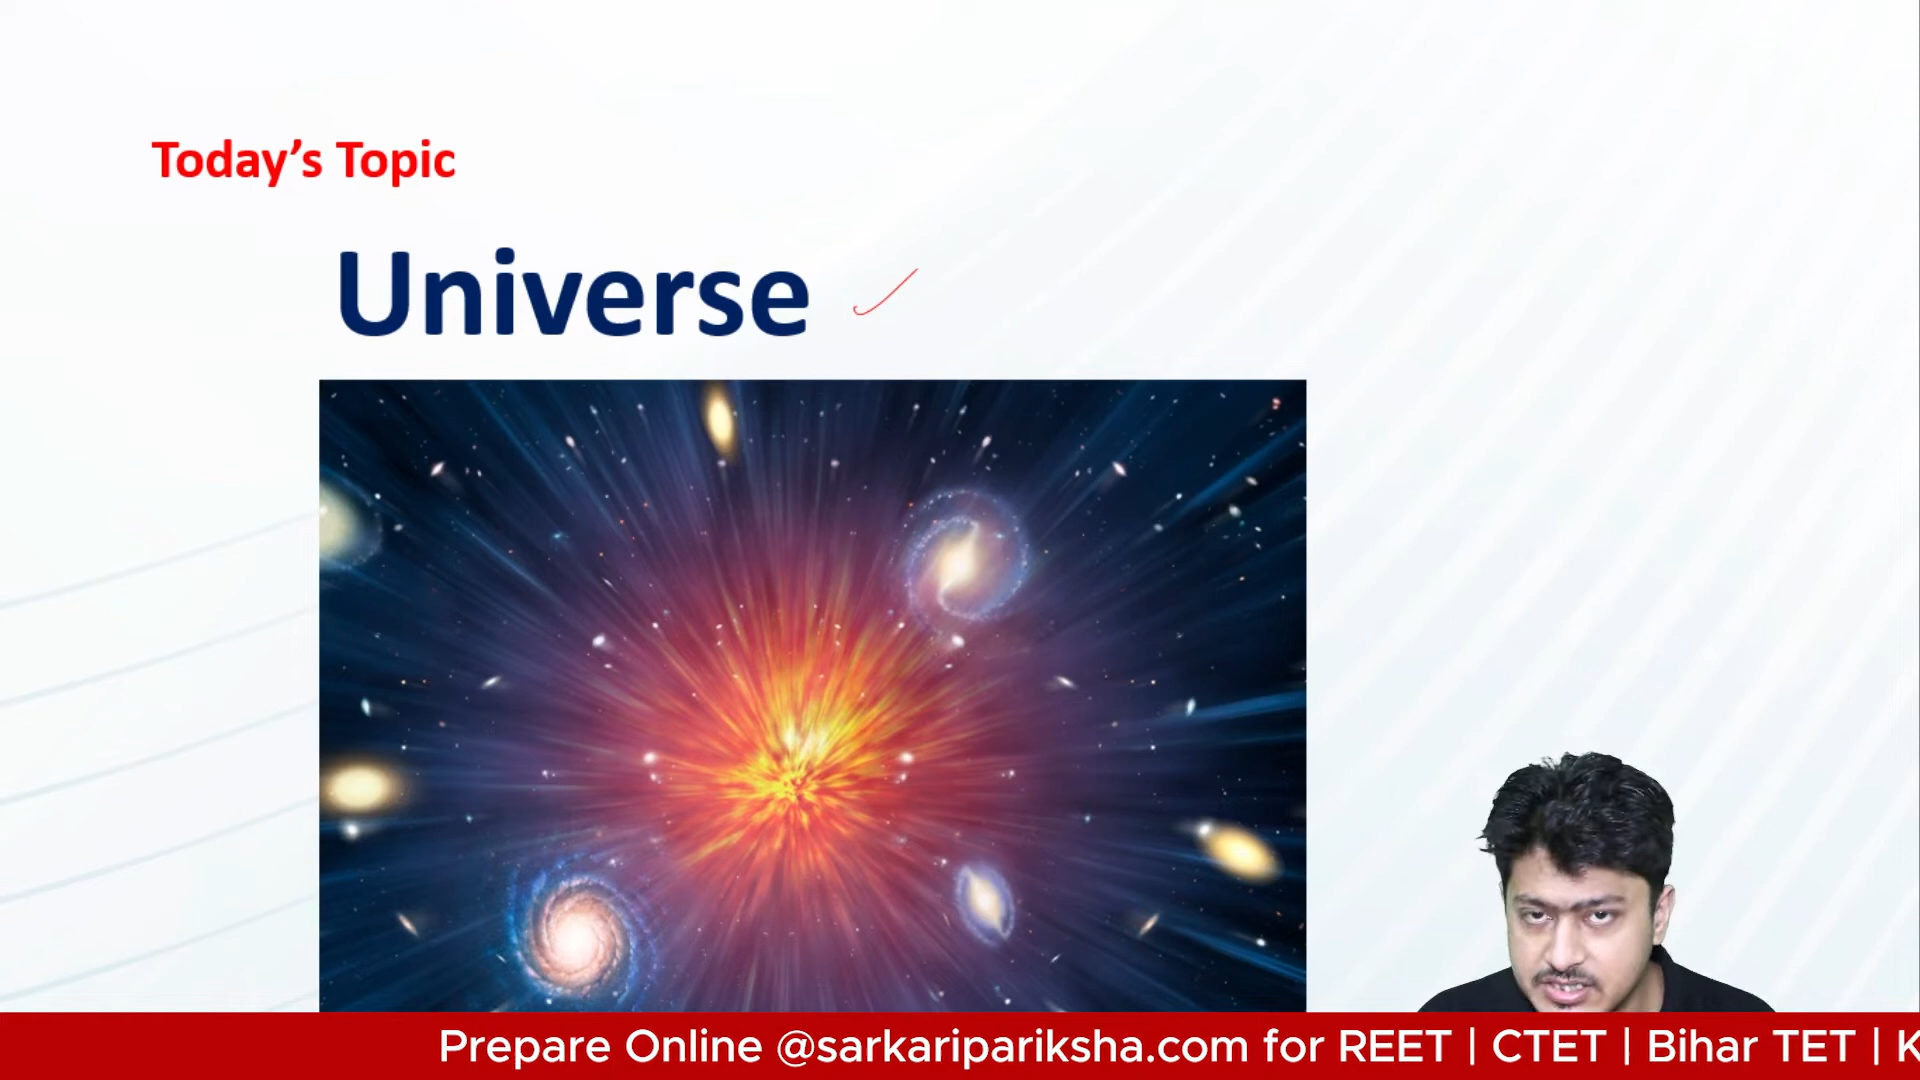 Today’s Topic
Universe
Prepare Online @sarkaripariksha.com for REET | CTET | Bihar TET | K